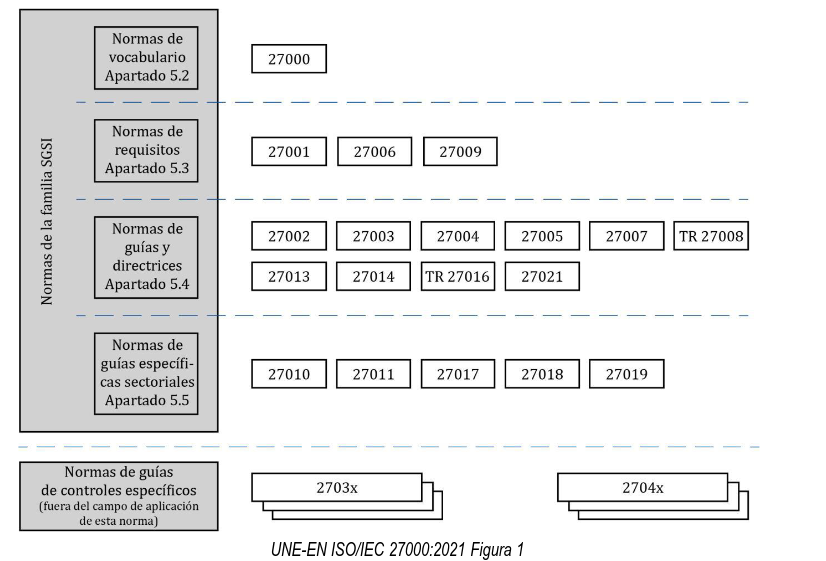 Normas de la familia SGSI
Normas de
vocabulario
Apartado 5.2
27000
Normas de
requisitos
Apartado 5.3
27001 27006 27009
Normas de
guías y
directrices
Apartado 5.4
27002 27003 27004 27005 27007 TR 27008
27013 27014 TR 27016 27021
Normas de
guías específi-
cas sectoriales
Apartado 5.5
27010 27011 27017 27018 27019
Normas de guías
de controles específicos
(fuera del campo de aplicación
de esta norma)
2703x 2704x
UNE-EN ISO/IEC 27000:2021 Figura 1